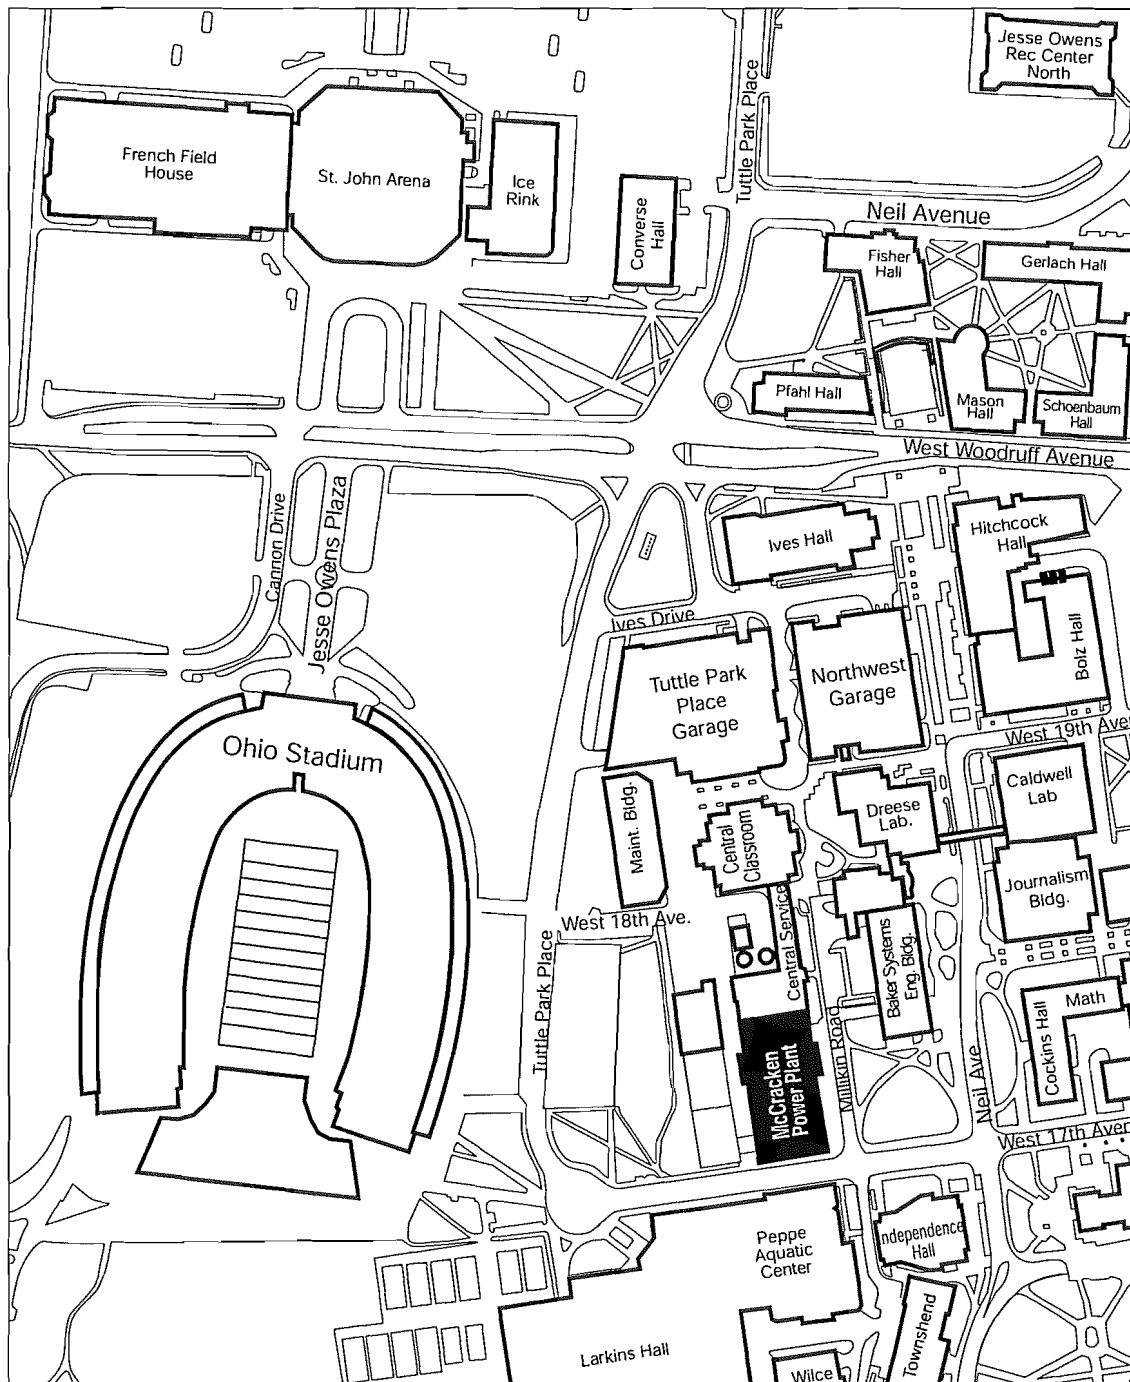 Jesse Owens
Rec Center
North
Tuttle Park Place
French Field
House
St. John Arena
Ice
Rink
Converse
Hall
Neil Avenue
Fisher
Hall
Gerlach Hall
Pfahl Hall
Mason
Hall
Schoenbaum
Hall
West Woodruff Avenue
Cannon Drive
Jesse Owens Plaza
Ives Hall
Hitchcock
Hall
Ives Drive
Bolz Hall
Tuttle Park
Place
Garage
Northwest
Garage
West 19th Ave
Ohio Stadium
Maint. Bldg.
Central
Classroom
Dreese
Lab.
Caldwell
Lab
Journalism
Bldg.
West 18th Ave.
Central Service
Baker Systems
Eng. Bldg.
Tuttle Park Place
Math
Cockins Hall
McCracken
Power Plant
Millikin Road
Neil Ave
West 17th Aven
Peppe
Aquatic
Center
ndependence
Hall
Larkins Hall
Townshend
Wilce